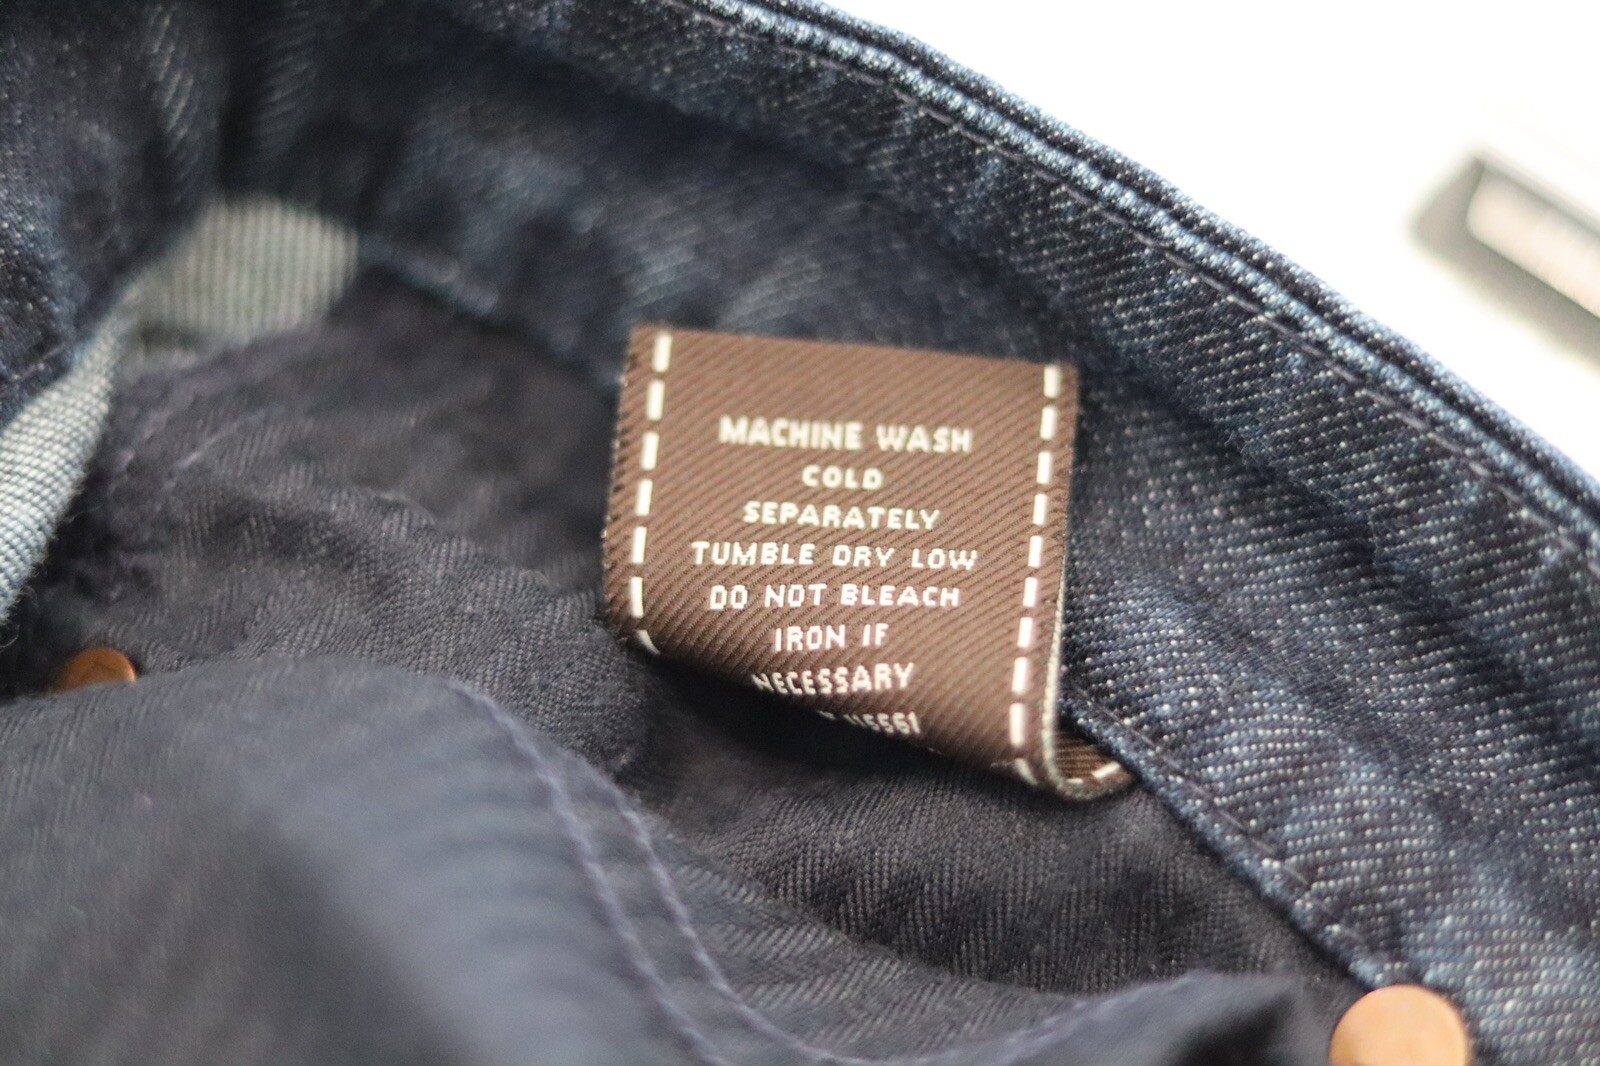 MACHINE WASH
COLD
SEPARATELY
TUMBLE DRY LOW
DO NOT BLEACH
IRON IF
NECESSARY